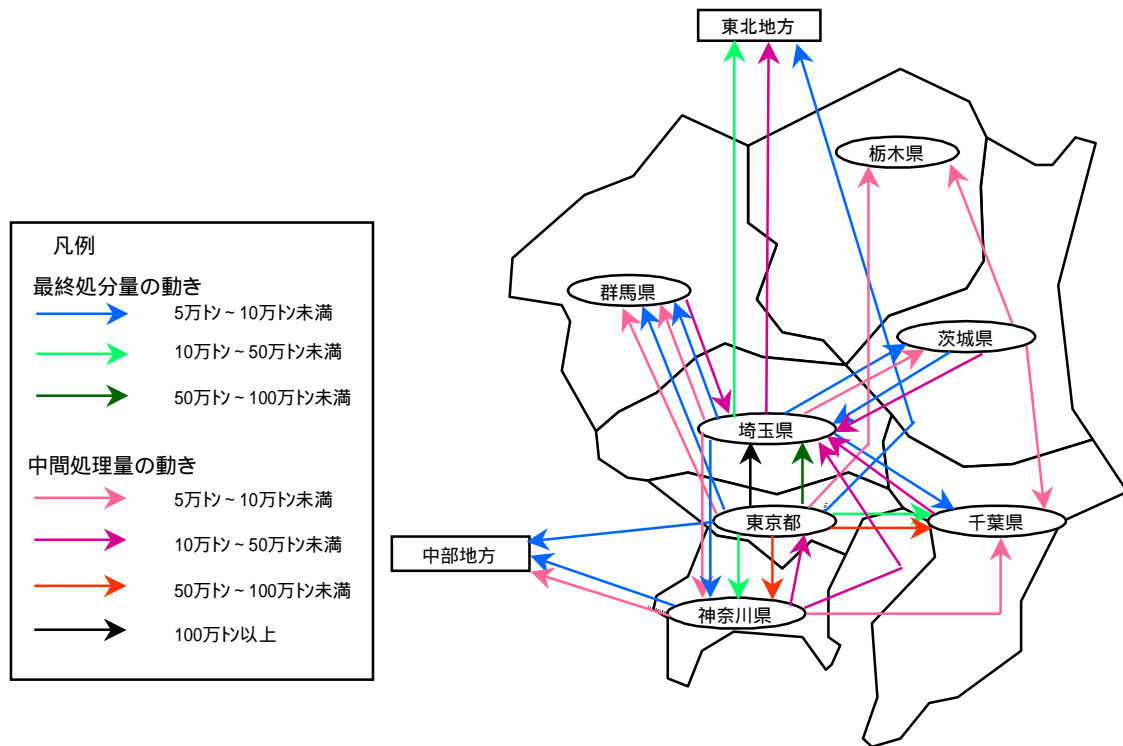 東北地方
栃木県
凡例
最終処分量の動き
5万トン~10万トン未満
10万トン~50万トン未満
50万トン~100万トン未満
中間処理量の動き
5万トン~10万トン未満
10万トン~50万トン未満
50万トン~100万トン未満
100万トン以上
群馬県
茨城県
埼玉県
東京都
千葉県
中部地方
神奈川県